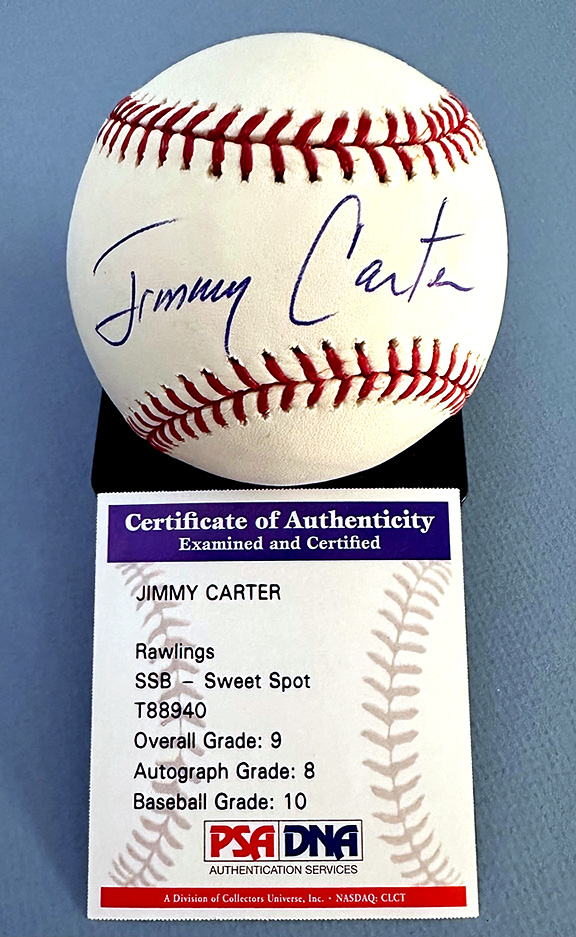 Jimmy Carter
Certificate of Authenticity
Examined and Certified
JIMMY CARTER
Rawlings
SSB – Sweet Spot
T88940
Overall Grade: 9
Autograph Grade: 8
Baseball Grade: 10
PSA DNA
AUTHENTICATION SERVICES
A Division of Collectors Universe, Inc. · NASDAQ: CLCT